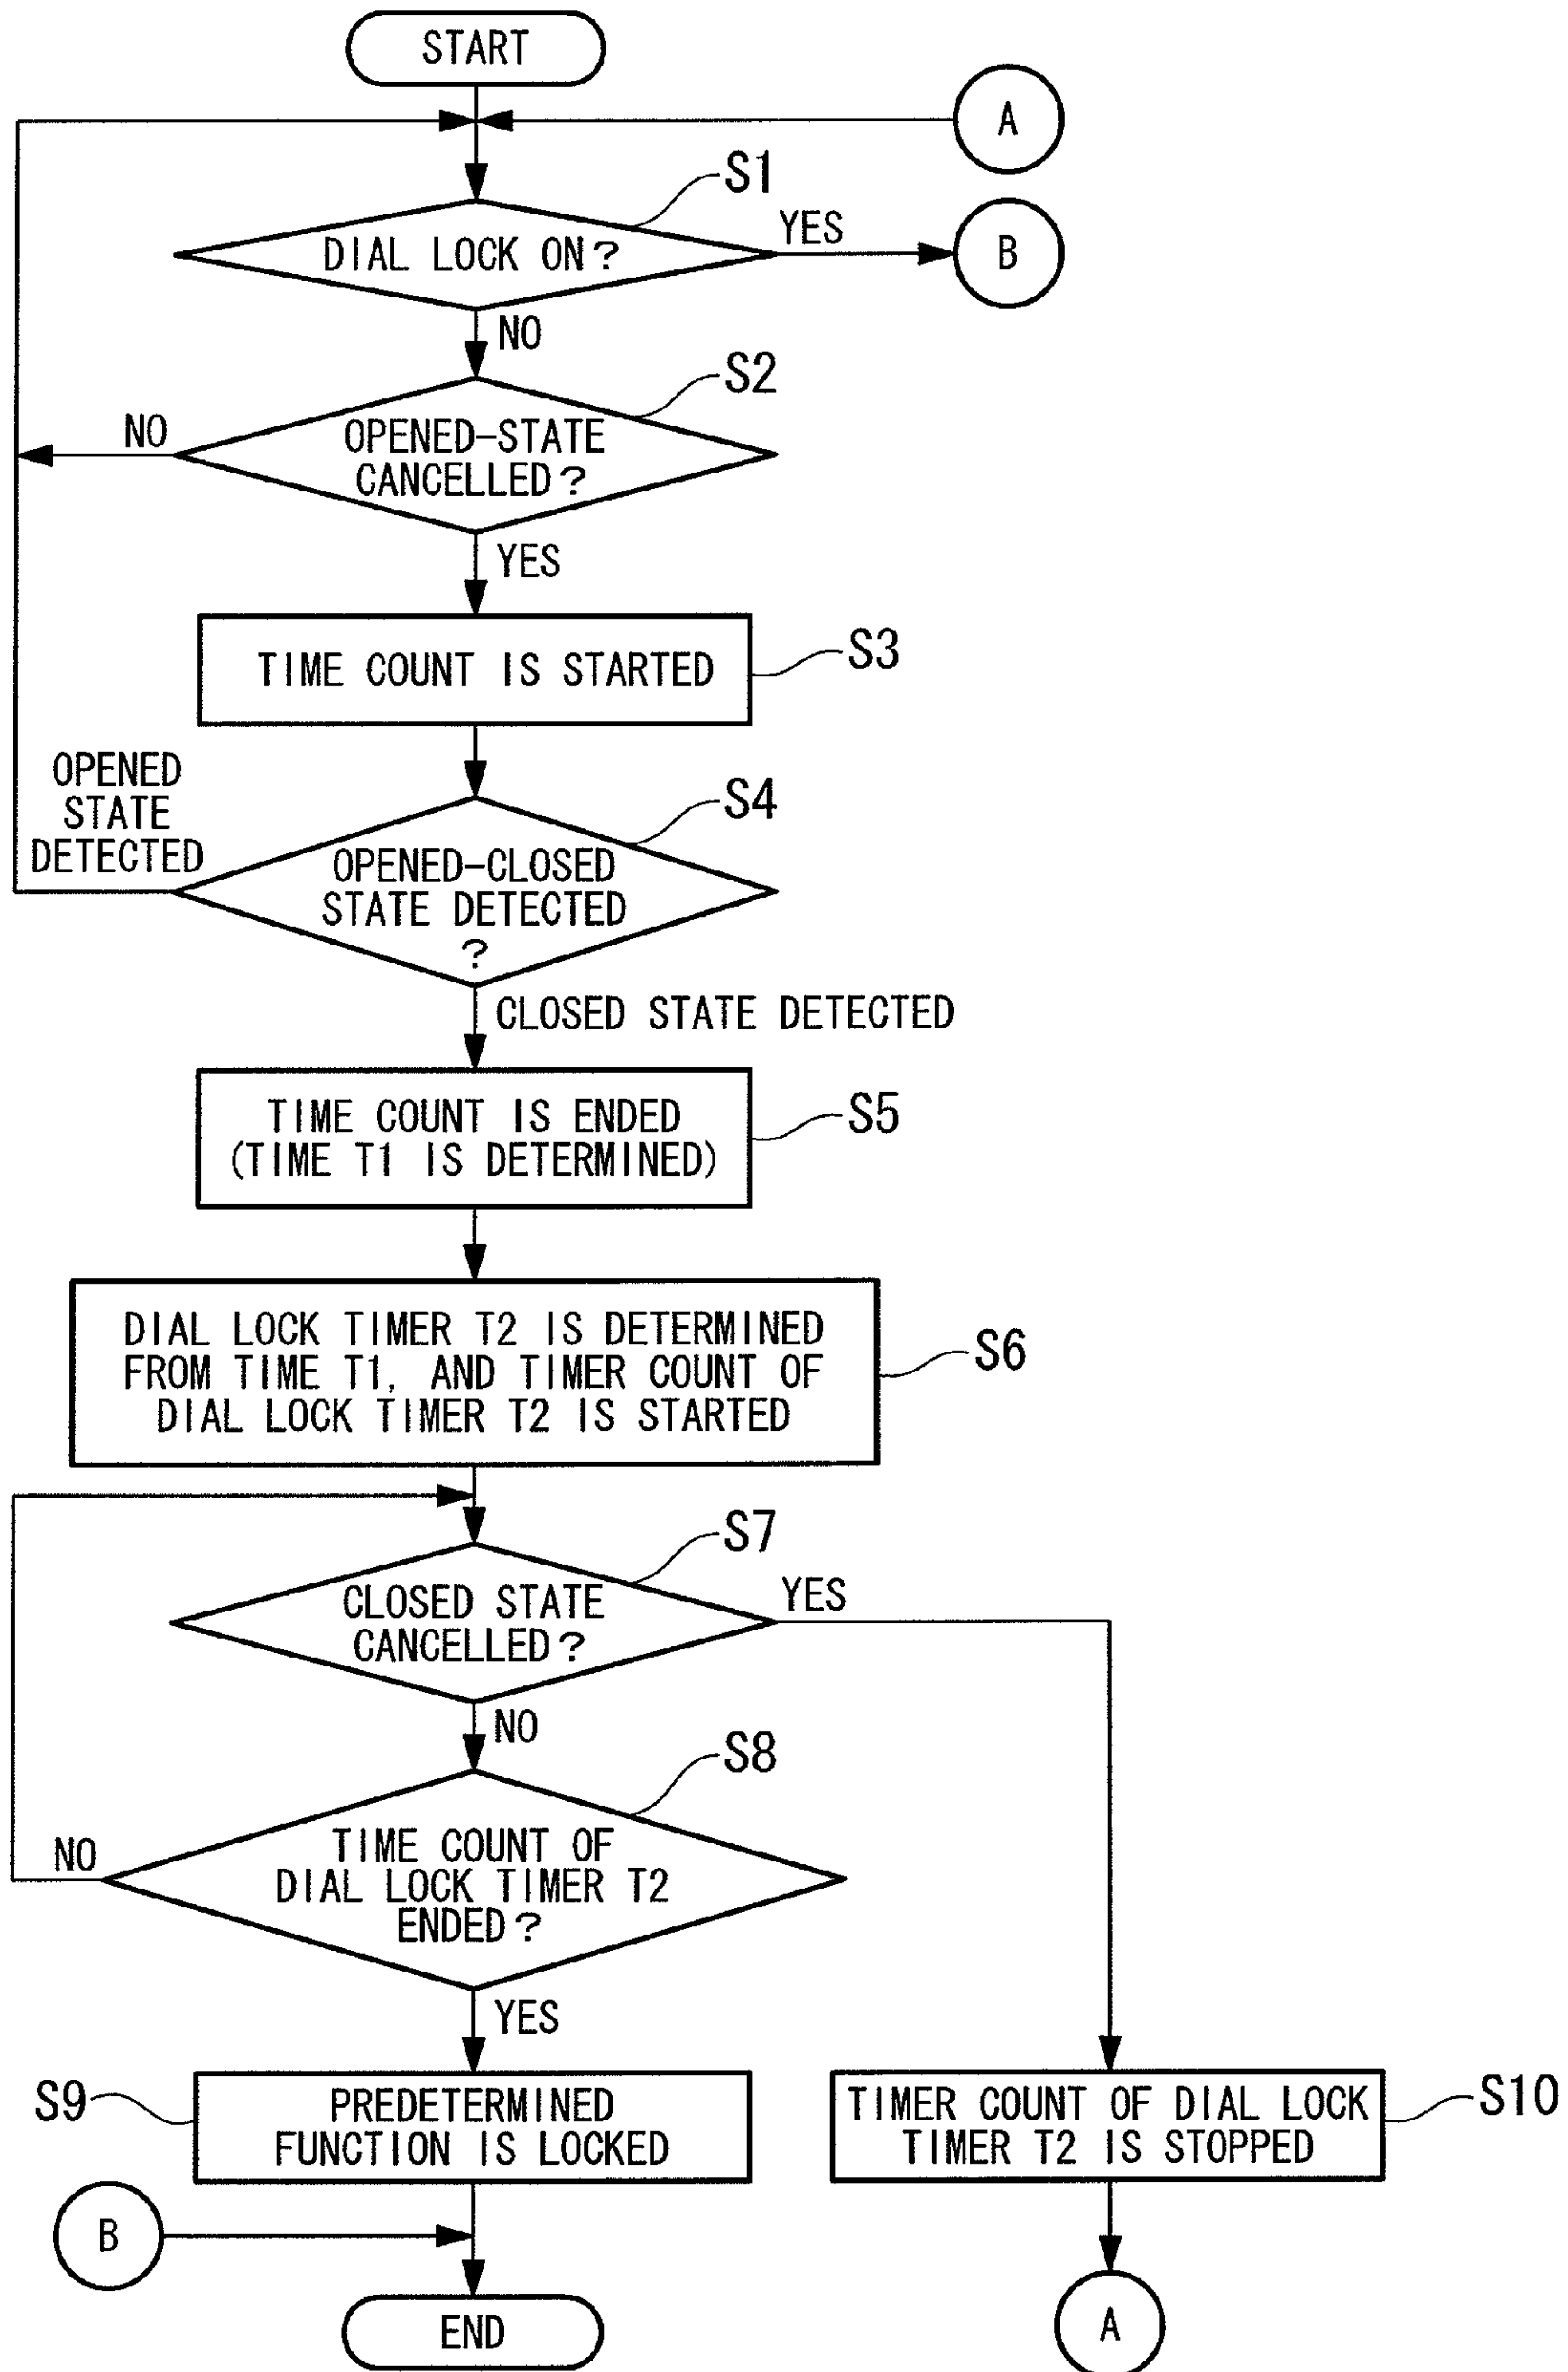 START
A
S1
DIAL LOCK ON?
YES
B
NO
S2
OPENED-STATE
CANCELLED?
NO
YES
S3
TIME COUNT IS STARTED
OPENED
STATE
DETECTED
S4
OPENED-CLOSED
STATE DETECTED
?
CLOSED STATE DETECTED
TIME COUNT IS ENDED
(TIME T1 IS DETERMINED)
S5
DIAL LOCK TIMER T2 IS DETERMINED
FROM TIME T1, AND TIMER COUNT OF
DIAL LOCK TIMER T2 IS STARTED
S6
S7
CLOSED STATE
CANCELLED?
YES
NO
S8
TIME COUNT OF
DIAL LOCK TIMER T2
ENDED?
NO
YES
S9
PREDETERMINED
FUNCTION IS LOCKED
TIMER COUNT OF DIAL LOCK
TIMER T2 IS STOPPED
S10
B
END
A